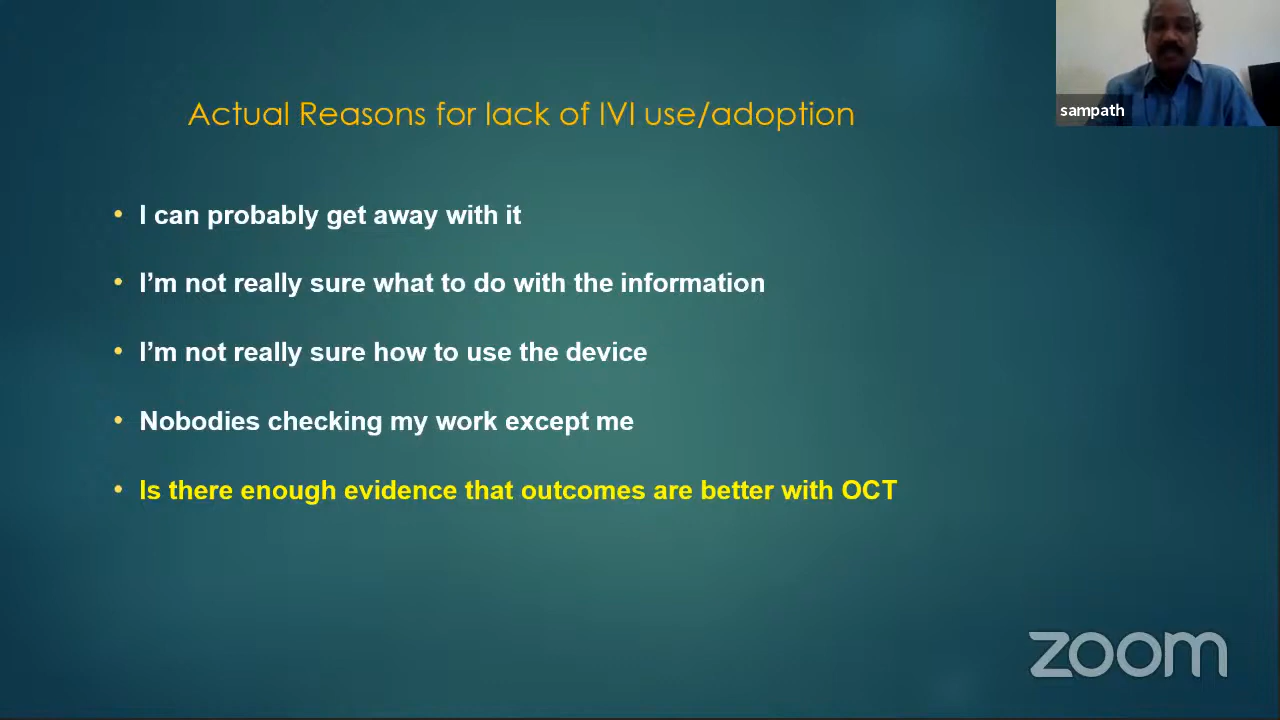 Actual Reasons for lack of IVI use/adoption
sampath
• I can probably get away with it
• I’m not really sure what to do with the information
• I’m not really sure how to use the device
• Nobodies checking my work except me
• Is there enough evidence that outcomes are better with OCT
zoom